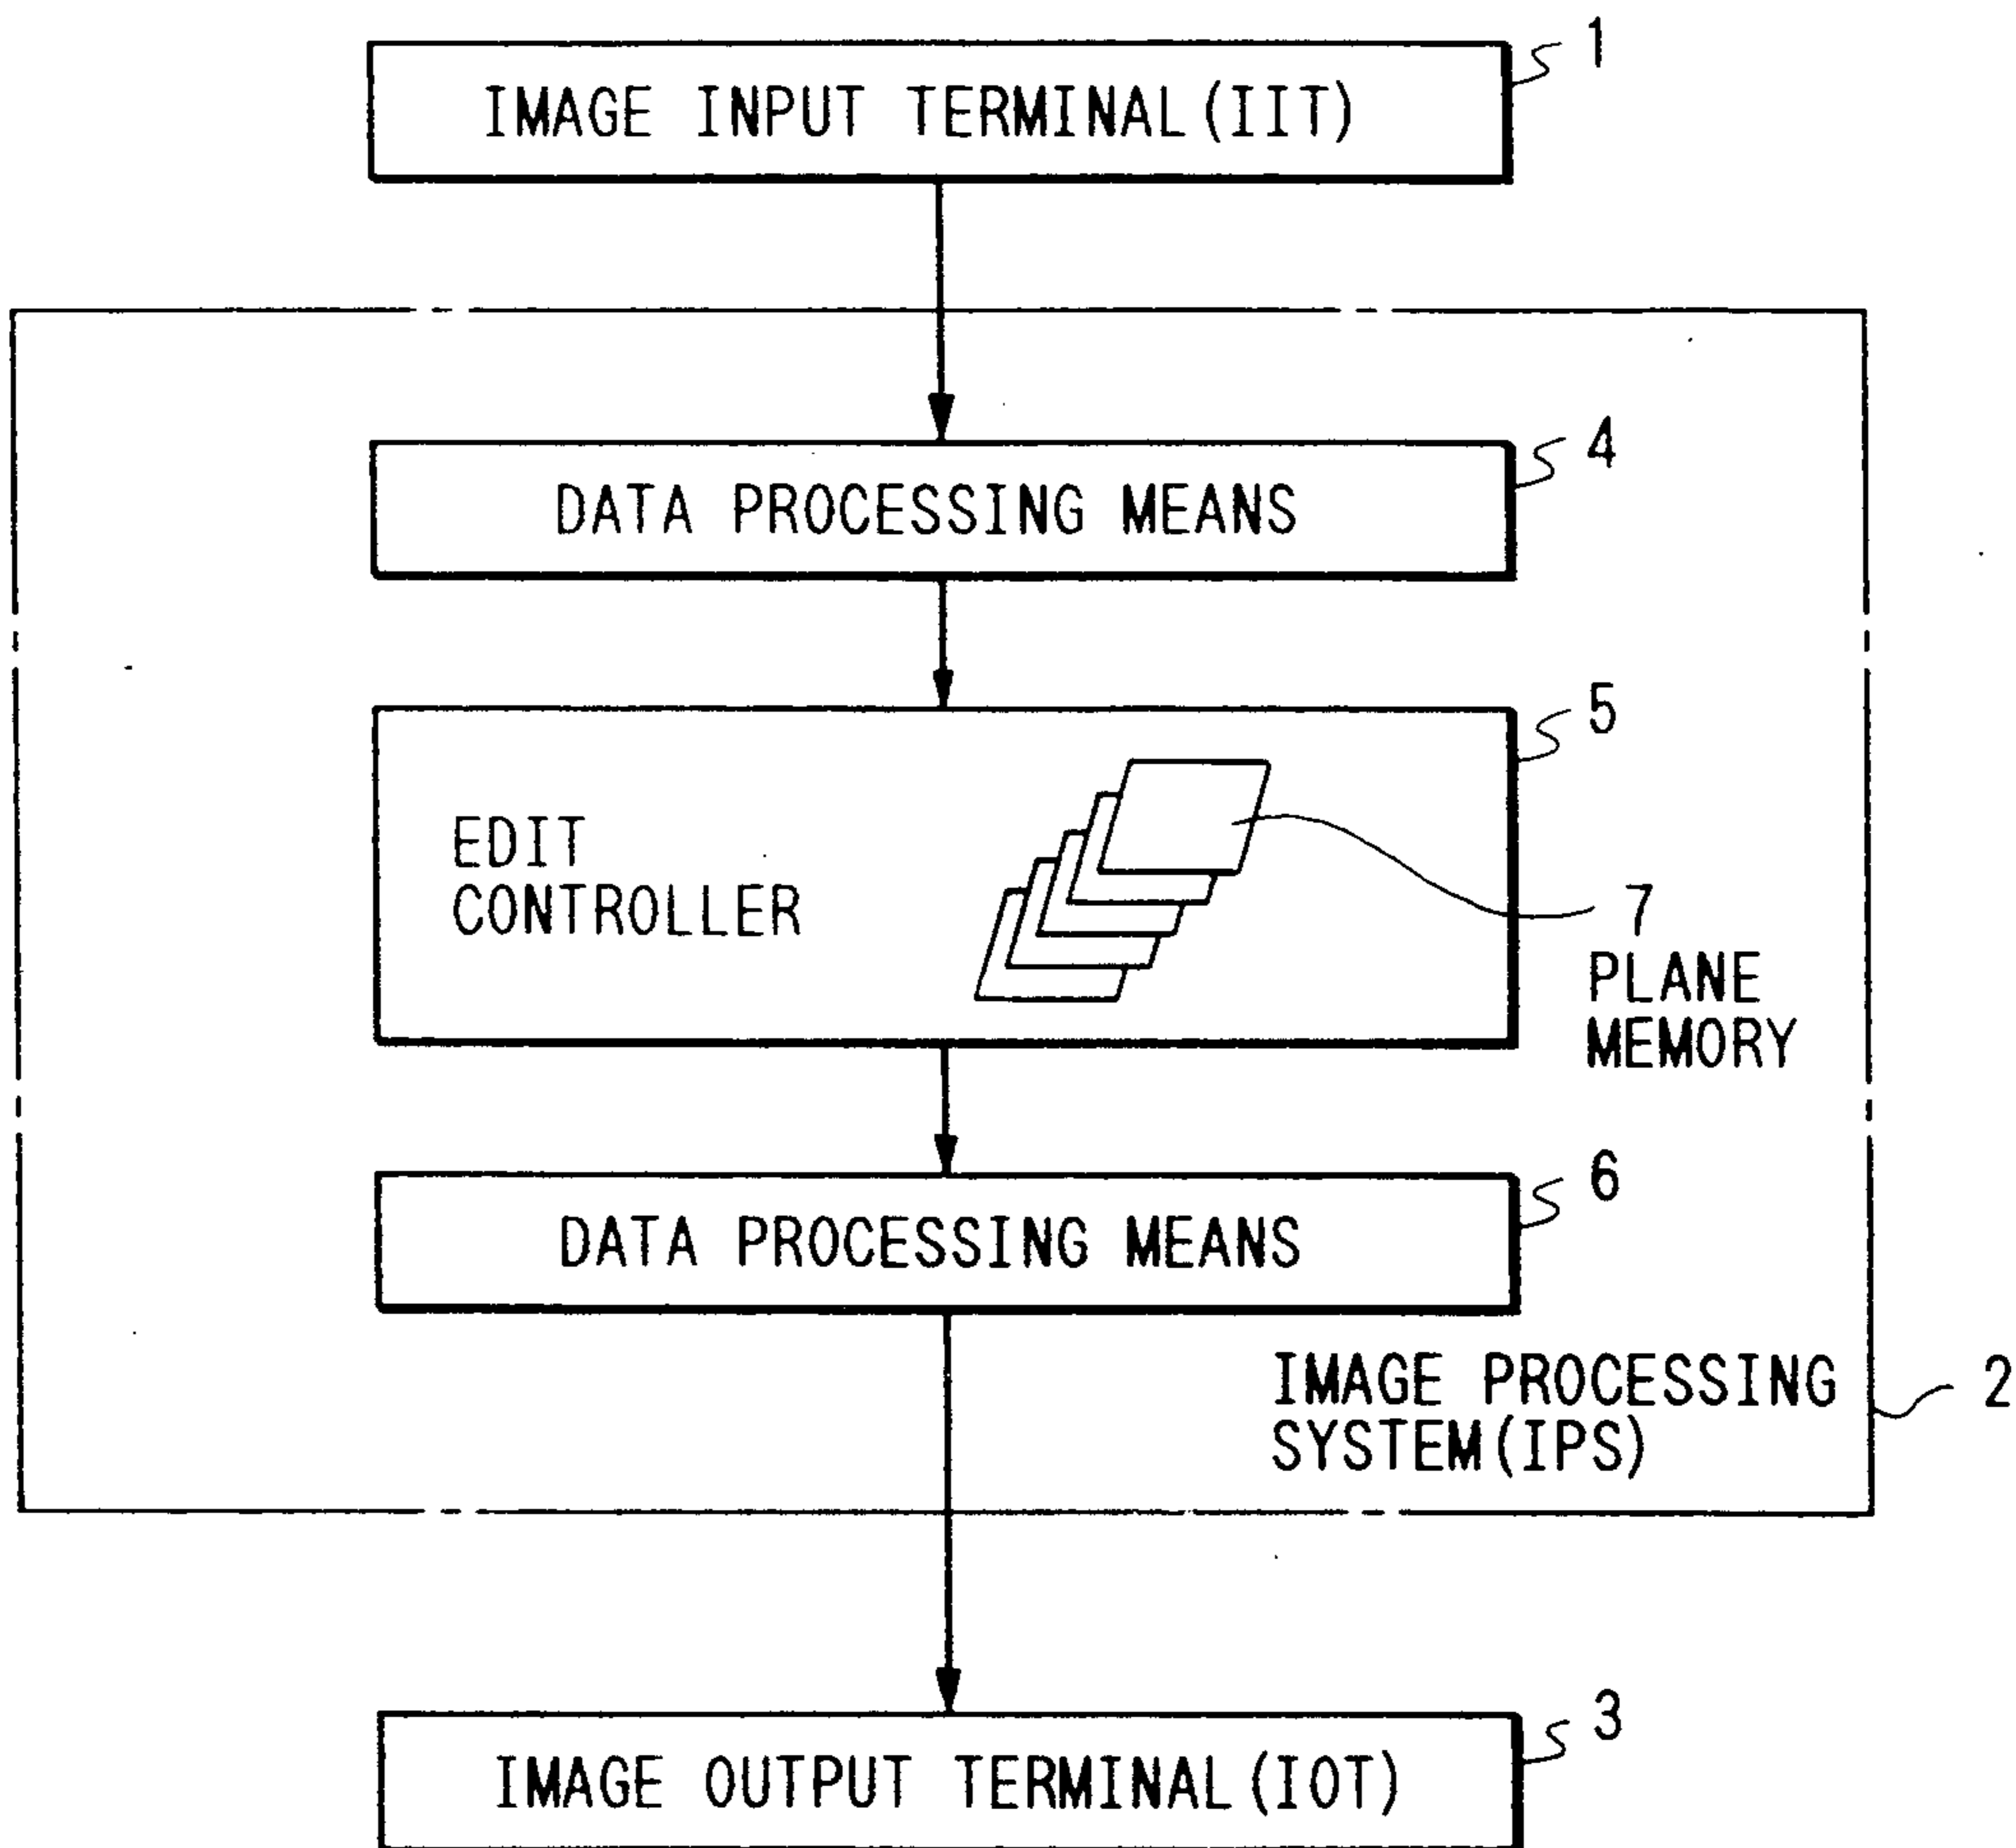 1
IMAGE INPUT TERMINAL(IIT)
4
DATA PROCESSING MEANS
5
EDIT
CONTROLLER
7
PLANE
MEMORY
6
DATA PROCESSING MEANS
IMAGE PROCESSING
SYSTEM(IPS)
2
3
IMAGE OUTPUT TERMINAL(IOT)